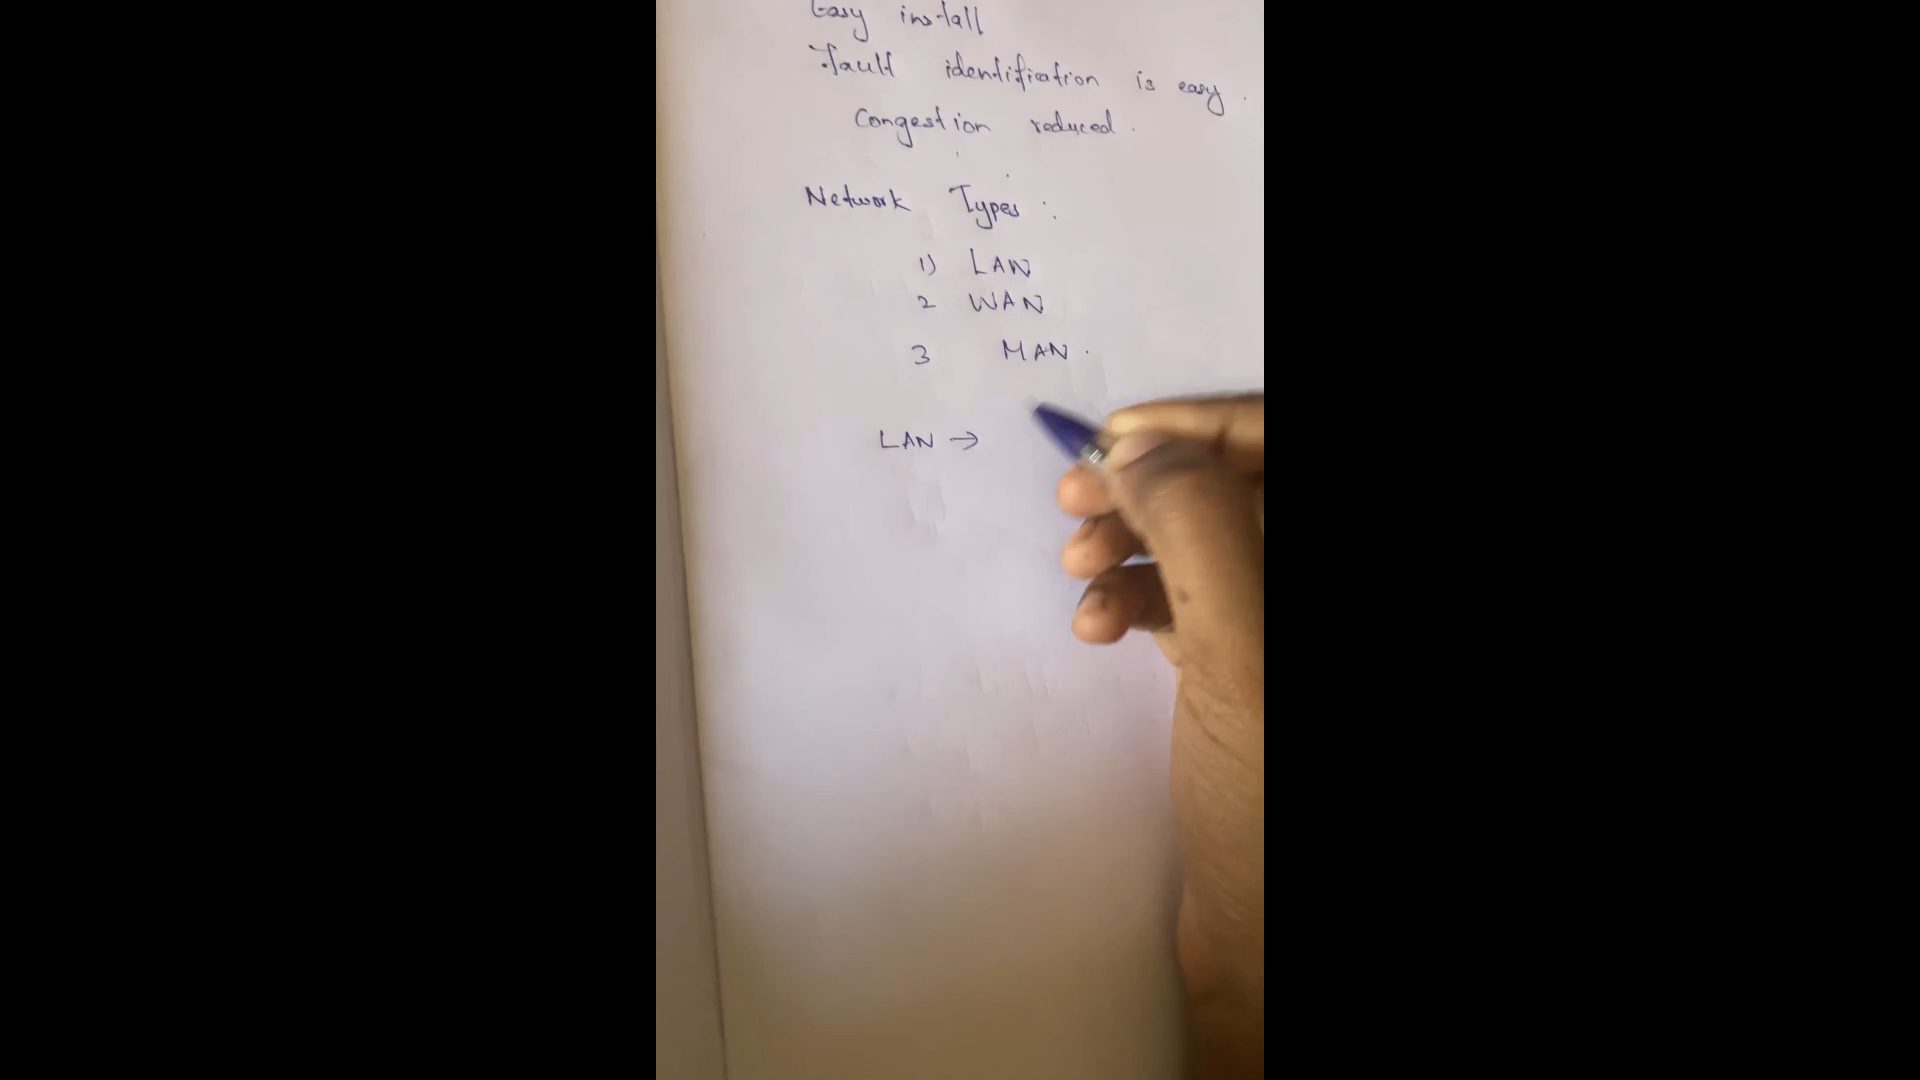 Easy install
Fault identification is easy.
Congestion reduced.
Network Types :
1) LAN
2 WAN
3 MAN.
LAN →